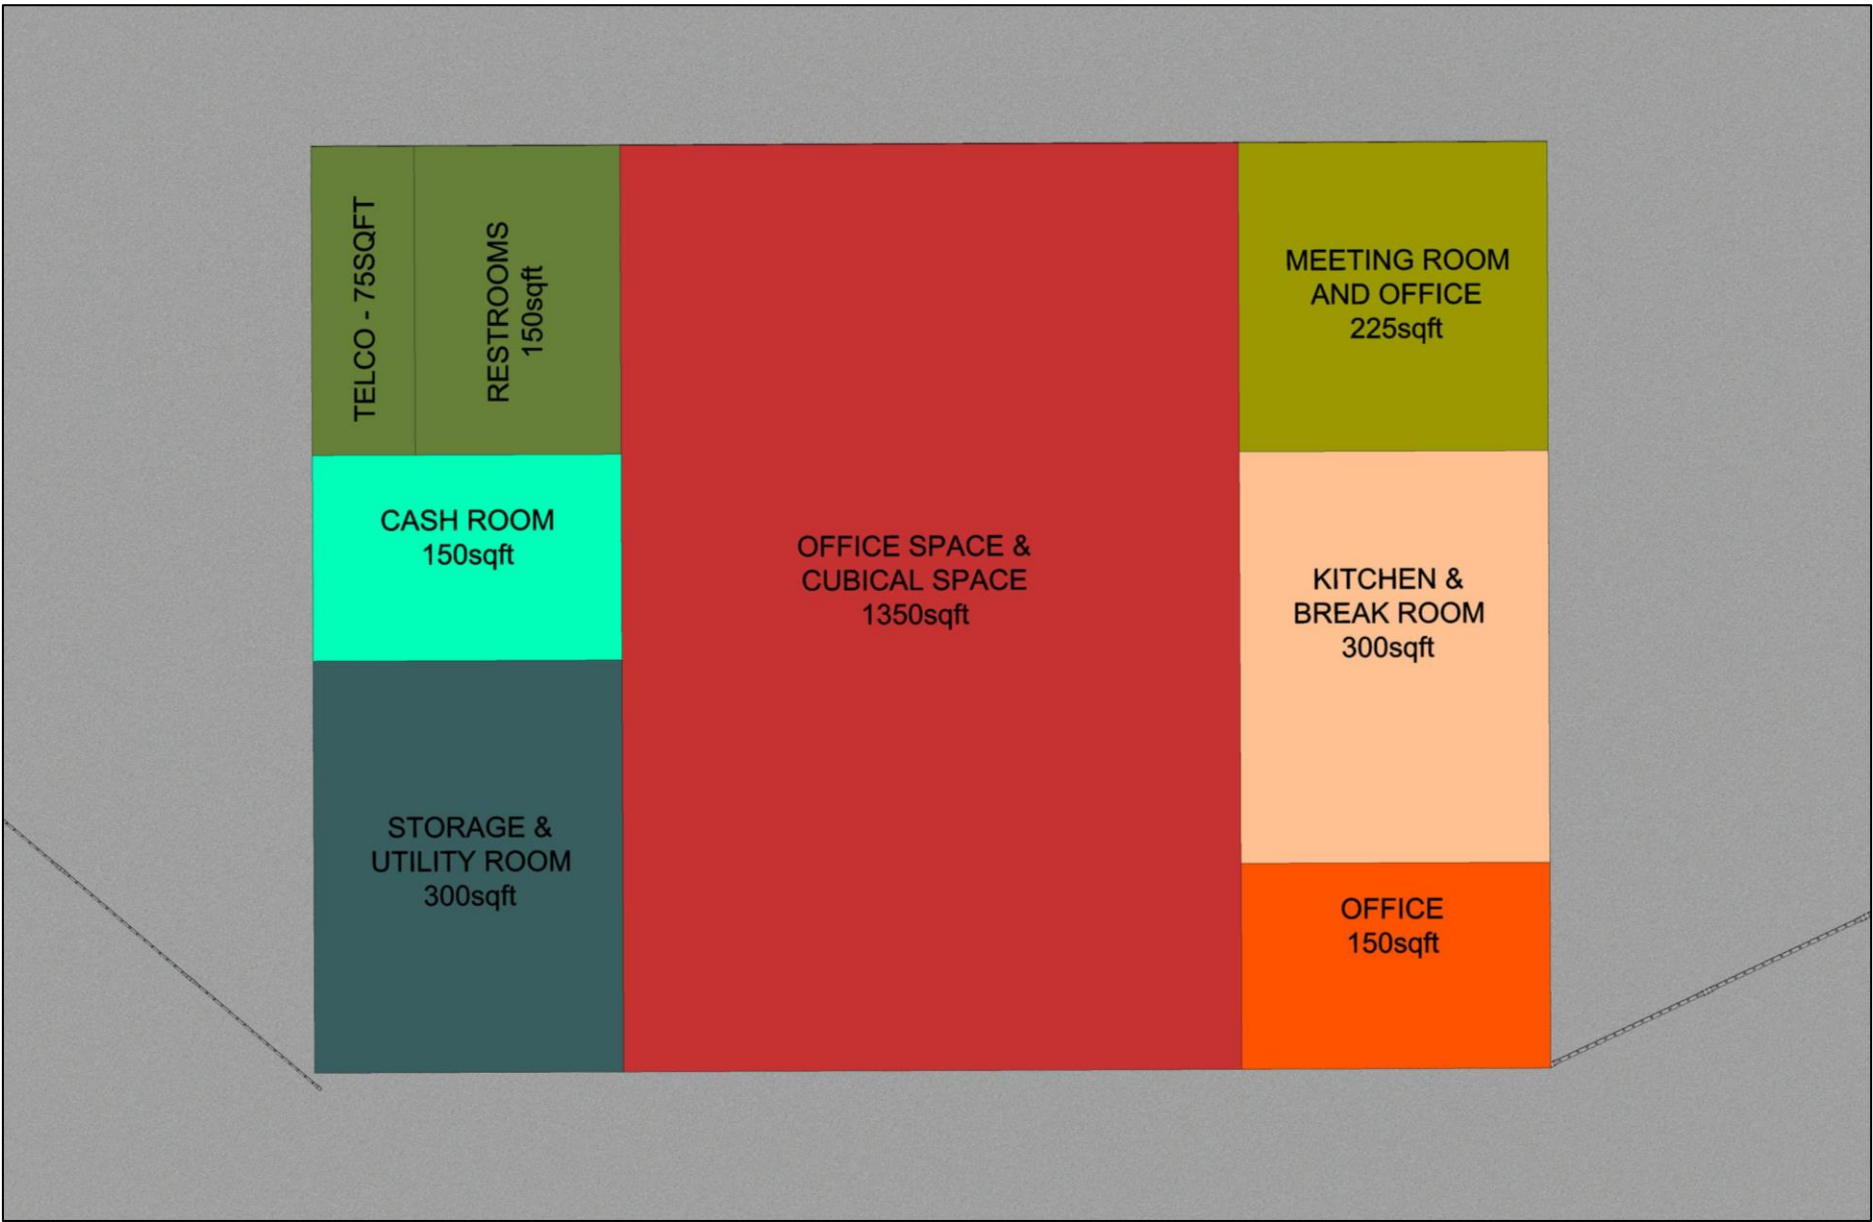 TELCO - 75SQFT
RESTROOMS
150sqft
CASH ROOM
150sqft
STORAGE &
UTILITY ROOM
300sqft
OFFICE SPACE &
CUBICAL SPACE
1350sqft
MEETING ROOM
AND OFFICE
225sqft
KITCHEN &
BREAK ROOM
300sqft
OFFICE
150sqft